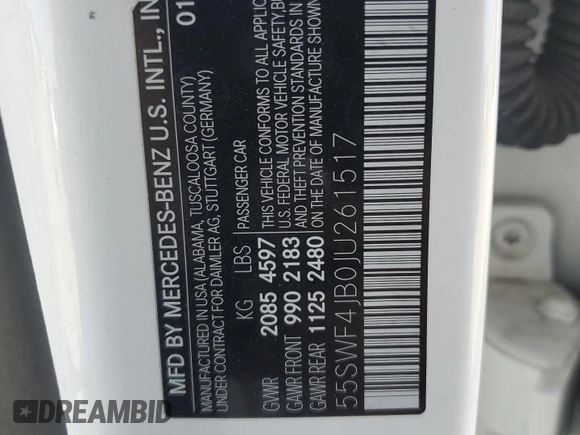 MFD BY MERCEDES-BENZ U.S. INTL., IN
01
MANUFACTURED IN USA (ALABAMA, TUSCALOOSA COUNTY)
UNDER CONTRACT FOR DAIMLER AG, STUTTGART (GERMANY)
KG LBS PASSENGER CAR
GVWR 2085 4597 THIS VEHICLE CONFORMS TO ALL APPLIC
GAWR FRONT 990 2183 U.S. FEDERAL MOTOR VEHICLE SAFETY, B
AND THEFT PREVENTION STANDARDS IN
GAWR REAR 1125 2480 ON THE DATE OF MANUFACTURE SHOWN
55SWF4JB0JU261517
DREAMBID